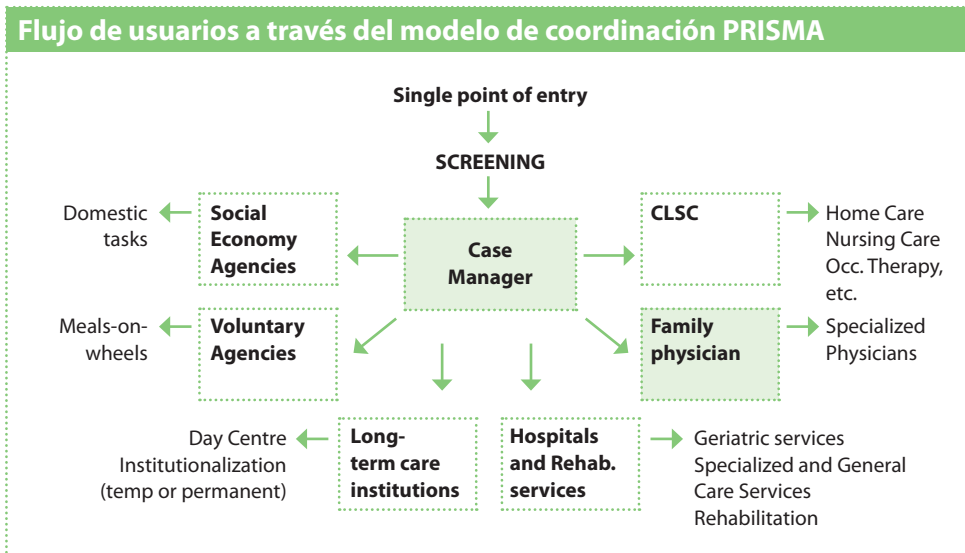 Flujo de usuarios a través del modelo de coordinación PRISMA
Single point of entry
SCREENING
Domestic
tasks
Social
Economy
Agencies
Case
Manager
CLSC
Home Care
Nursing Care
Occ. Therapy,
etc.
Meals-on-
wheels
Voluntary
Agencies
Family
physician
Specialized
Physicians
Day Centre
Institutionalization
(temp or permanent)
Long-
term care
institutions
Hospitals
and Rehab.
services
Geriatric services
Specialized and General
Care Services
Rehabilitation